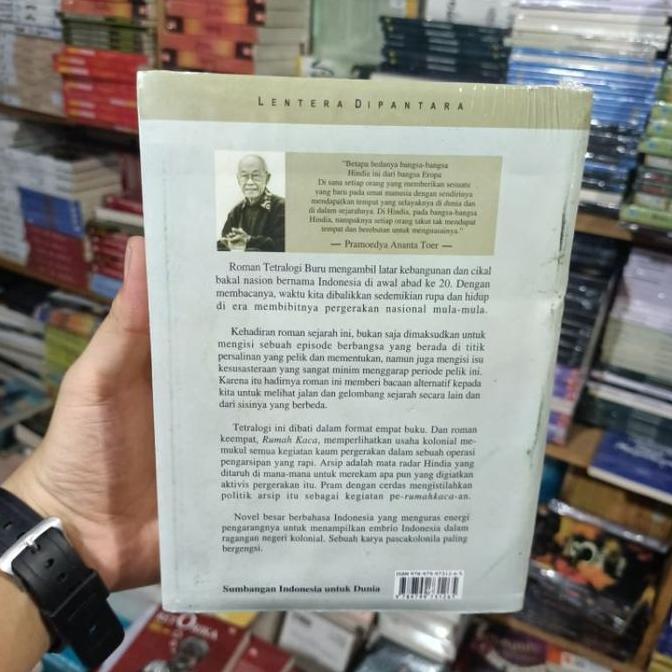 LENTERA DIPANTARA
"Betapa bedanya bangsa-bangsa
Hindia ini dari bangsa Eropa
Di sana setiap orang yang memberikan sesuatu
yang baru pada umat manusia dengan sendirinya
mendapatkan tempat yang selayaknya di dunia dan
di dalam sejarahnya. Di Hindia, pada bangsa-bangsa
Hindia, nampaknya setiap orang takut tak mendapat
tempat dan berebutan untuk menguasainya."
— Pramoedya Ananta Toer —
Roman Tetralogi Buru mengambil latar kebangunan dan cikal
bakal nasion bernama Indonesia di awal abad ke 20. Dengan
membacanya, waktu kita dibalikkan sedemikian rupa dan hidup
di era membibitnya pergerakan nasional mula-mula.
Kehadiran roman sejarah ini, bukan saja dimaksudkan untuk
mengisi sebuah episode berbangsa yang berada di titik
persalinan yang pelik dan mementukan, namun juga mengisi isu
kesusasteraan yang sangat minim menggarap periode pelik ini.
Karena itu hadirnya roman ini memberi bacaan alternatif kepada
kita untuk melihat jalan dan gelombang sejarah secara lain dan
dari sisinya yang berbeda.
Tetralogi ini dibati dalam format empat buku. Dan roman
keempat, Rumah Kaca, memperlihatkan usaha kolonial me-
mukul semua kegiatan kaum pergerakan dalam sebuah operasi
pengarsipan yang rapi. Arsip adalah mata radar Hindia yang
ditaruh di mana-mana untuk merekam apa pun yang digiatkan
aktivis pergerakan itu. Pram dengan cerdas mengistilahkan
politik arsip itu sebagai kegiatan pe-rumahkaca-an.
Novel besar berbahasa Indonesia yang menguras energi
pengarangnya untuk menampilkan embrio Indonesia dalam
ragangan negeri kolonial. Sebuah karya pascakolonila paling
bergengsi.
Sumbangan Indonesia untuk Dunia